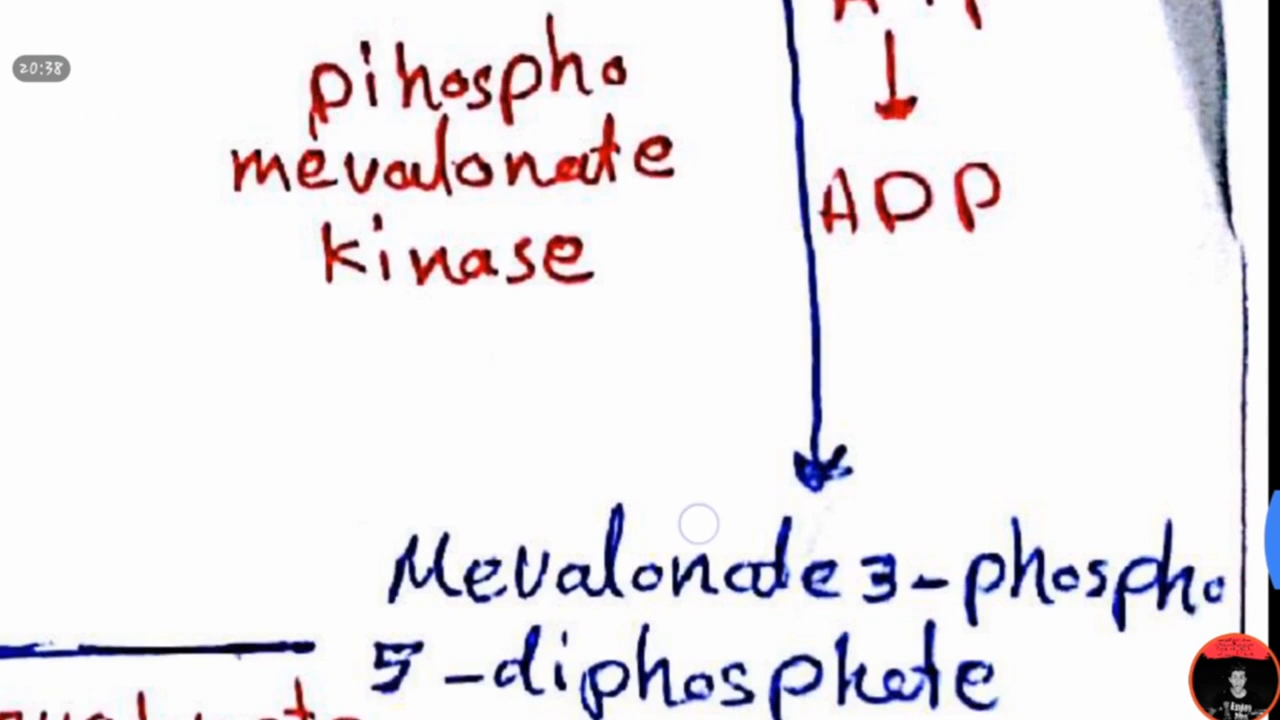 20:38
pihospho
mevalonate
kinase
ADP
Mevalonate 3-phospho
5-diphosphate